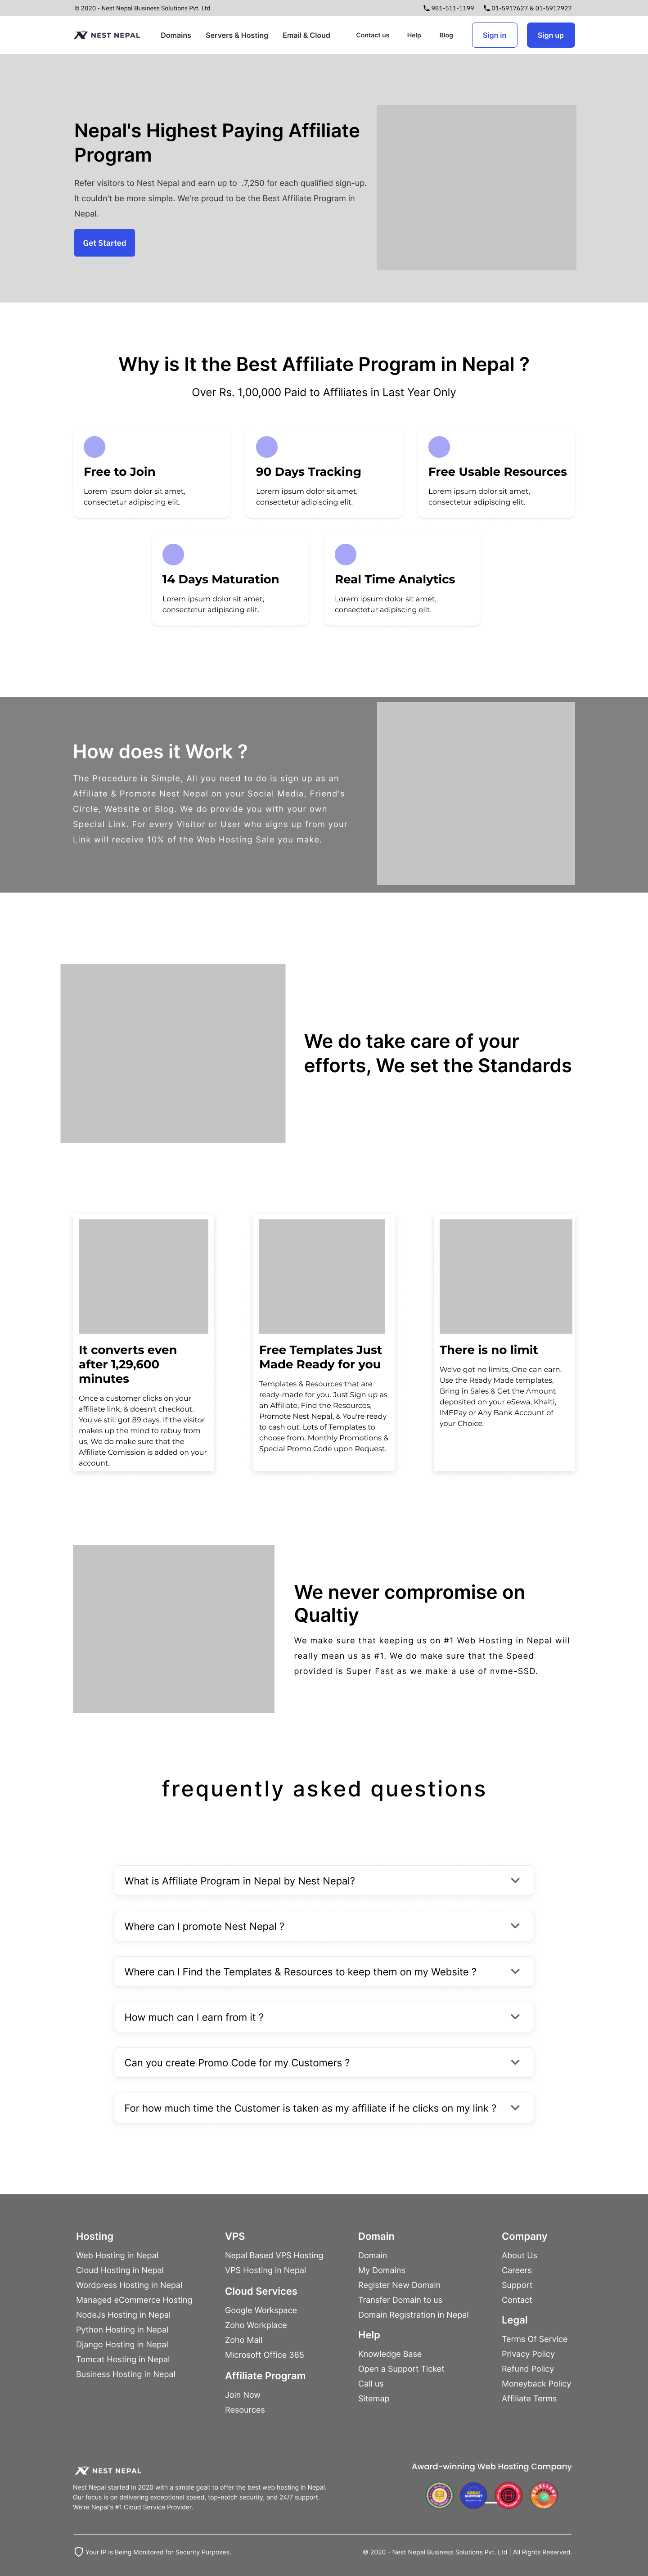 © 2020 - Nest Nepal Business Solutions Pvt. Ltd
981-511-1199
01-5917627 & 01-5917927
NEST NEPAL
Domains
Servers & Hosting
Email & Cloud
Contact us
Help
Blog
Sign in
Sign up
Nepal's Highest Paying Affiliate
Program
Refer visitors to Nest Nepal and earn up to .7,250 for each qualified sign-up.
It couldn't be more simple. We're proud to be the Best Affiliate Program in
Nepal.
Get Started
Why is It the Best Affiliate Program in Nepal ?
Over Rs. 1,00,000 Paid to Affiliates in Last Year Only
Free to Join
Lorem ipsum dolor sit amet,
consectetur adipiscing elit.
90 Days Tracking
Lorem ipsum dolor sit amet,
consectetur adipiscing elit.
Free Usable Resources
Lorem ipsum dolor sit amet,
consectetur adipiscing elit.
14 Days Maturation
Lorem ipsum dolor sit amet,
consectetur adipiscing elit.
Real Time Analytics
Lorem ipsum dolor sit amet,
consectetur adipiscing elit.
How does it Work ?
The Procedure is Simple, All you need to do is sign up as an
Affiliate & Promote Nest Nepal on your Social Media, Friend's
Circle, Website or Blog. We do provide you with your own
Special Link. For every Visitor or User who signs up from your
Link will receive 10% of the Web Hosting Sale you make.
We do take care of your
efforts, We set the Standards
It converts even
after 1,29,600
minutes
Once a customer clicks on your
affiliate link, & doesn't checkout.
You've still got 89 days. If the visitor
makes up the mind to rebuy from
us, We do make sure that the
Affiliate Comission is added on your
account.
Free Templates Just
Made Ready for you
Templates & Resources that are
ready-made for you. Just Sign up as
an Affiliate, Find the Resources,
Promote Nest Nepal, & You're ready
to cash out. Lots of Templates to
choose from. Monthly Promotions &
Special Promo Code upon Request.
There is no limit
We've got no limits, One can earn.
Use the Ready Made templates,
Bring in Sales & Get the Amount
deposited on your eSewa, Khalti,
IMEPay or Any Bank Account of
your Choice.
We never compromise on
Qualtiy
We make sure that keeping us on #1 Web Hosting in Nepal will
really mean us as #1. We do make sure that the Speed
provided is Super Fast as we make a use of nvme-SSD.
frequently asked questions
What is Affiliate Program in Nepal by Nest Nepal?
Where can I promote Nest Nepal ?
Where can I Find the Templates & Resources to keep them on my Website ?
How much can I earn from it ?
Can you create Promo Code for my Customers ?
For how much time the Customer is taken as my affiliate if he clicks on my link ?
Hosting
Web Hosting in Nepal
Cloud Hosting in Nepal
Wordpress Hosting in Nepal
Managed eCommerce Hosting
NodeJs Hosting in Nepal
Python Hosting in Nepal
Django Hosting in Nepal
Tomcat Hosting in Nepal
Business Hosting in Nepal
VPS
Nepal Based VPS Hosting
VPS Hosting in Nepal
Cloud Services
Google Workspace
Zoho Workplace
Zoho Mail
Microsoft Office 365
Affiliate Program
Join Now
Resources
Domain
Domain
My Domains
Register New Domain
Transfer Domain to us
Domain Registration in Nepal
Help
Knowledge Base
Open a Support Ticket
Call us
Sitemap
Company
About Us
Careers
Support
Contact
Legal
Terms Of Service
Privacy Policy
Refund Policy
Moneyback Policy
Affiliate Terms
NEST NEPAL
Nest Nepal started in 2020 with a simple goal: to offer the best web hosting in Nepal.
Our focus is on delivering exceptional speed, top-notch security, and 24/7 support.
We're Nepal's #1 Cloud Service Provider.
Award-winning Web Hosting Company
GREAT
SUPPORT
Your IP is Being Monitored for Security Purposes.
© 2020 - Nest Nepal Business Solutions Pvt. Ltd | All Rights Reserved.